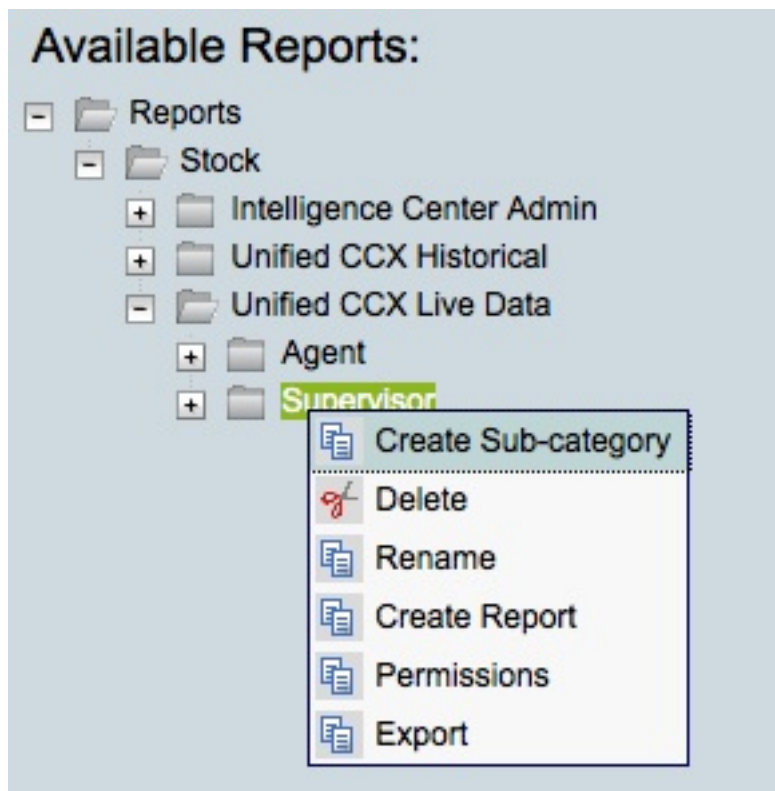 Available Reports:
Reports
Stock
Intelligence Center Admin
Unified CCX Historical
Unified CCX Live Data
Agent
Supervisor
Create Sub-category
Delete
Rename
Create Report
Permissions
Export